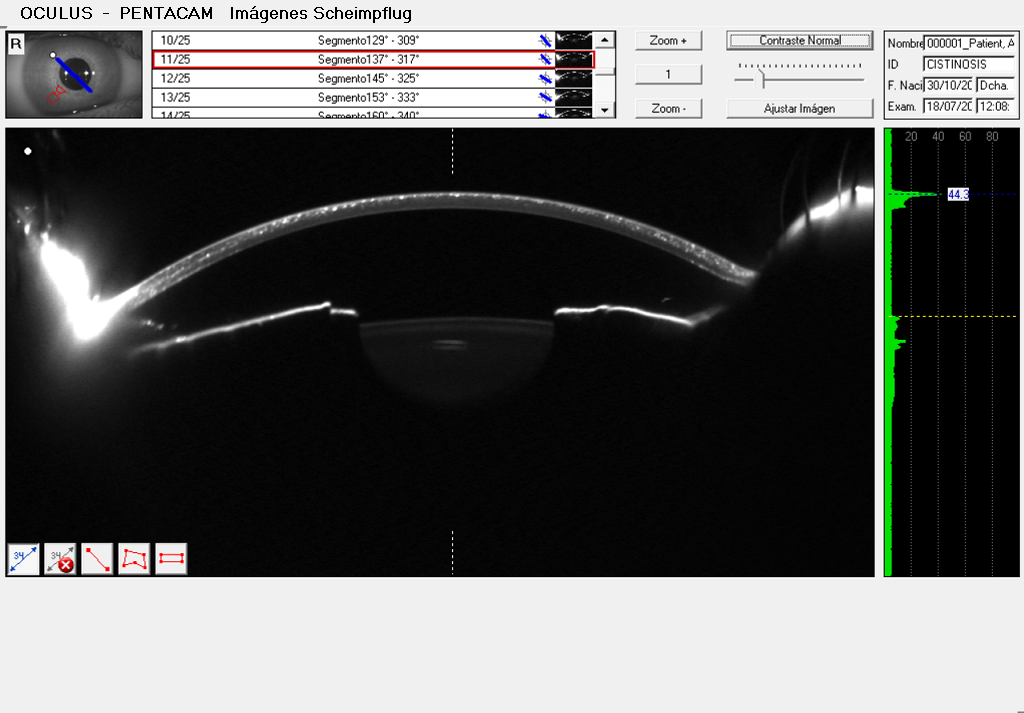 OCULUS - PENTACAM Imágenes Scheimpflug
R
10/25 Segmento129° - 309°
11/25 Segmento137° - 317°
12/25 Segmento145° - 325°
13/25 Segmento153° - 333°
14/25 Segmento160° - 340°
Zoom +
1
Zoom -
Contraste Normal
Ajustar Imágen
Nombre 000001_Patient, A
ID CISTINOSIS
F. Naci 30/10/20 Dcha.
Exam. 18/07/20 12:08:
20 40 60 80
44.3
34
34